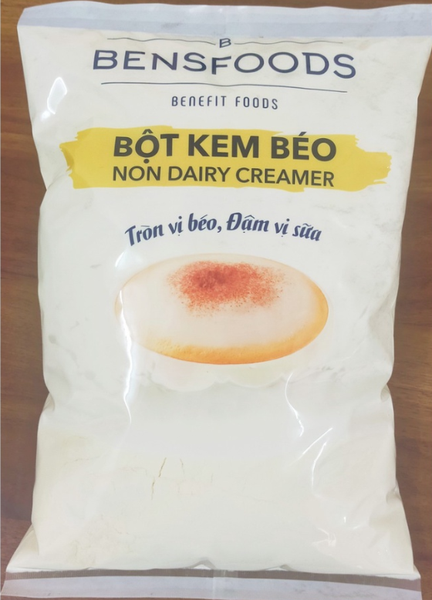 B
BENSFOODS
BENEFIT FOODS
BỘT KEM BÉO
NON DAIRY CREAMER
Tròn vị béo, Đậm vị sữa